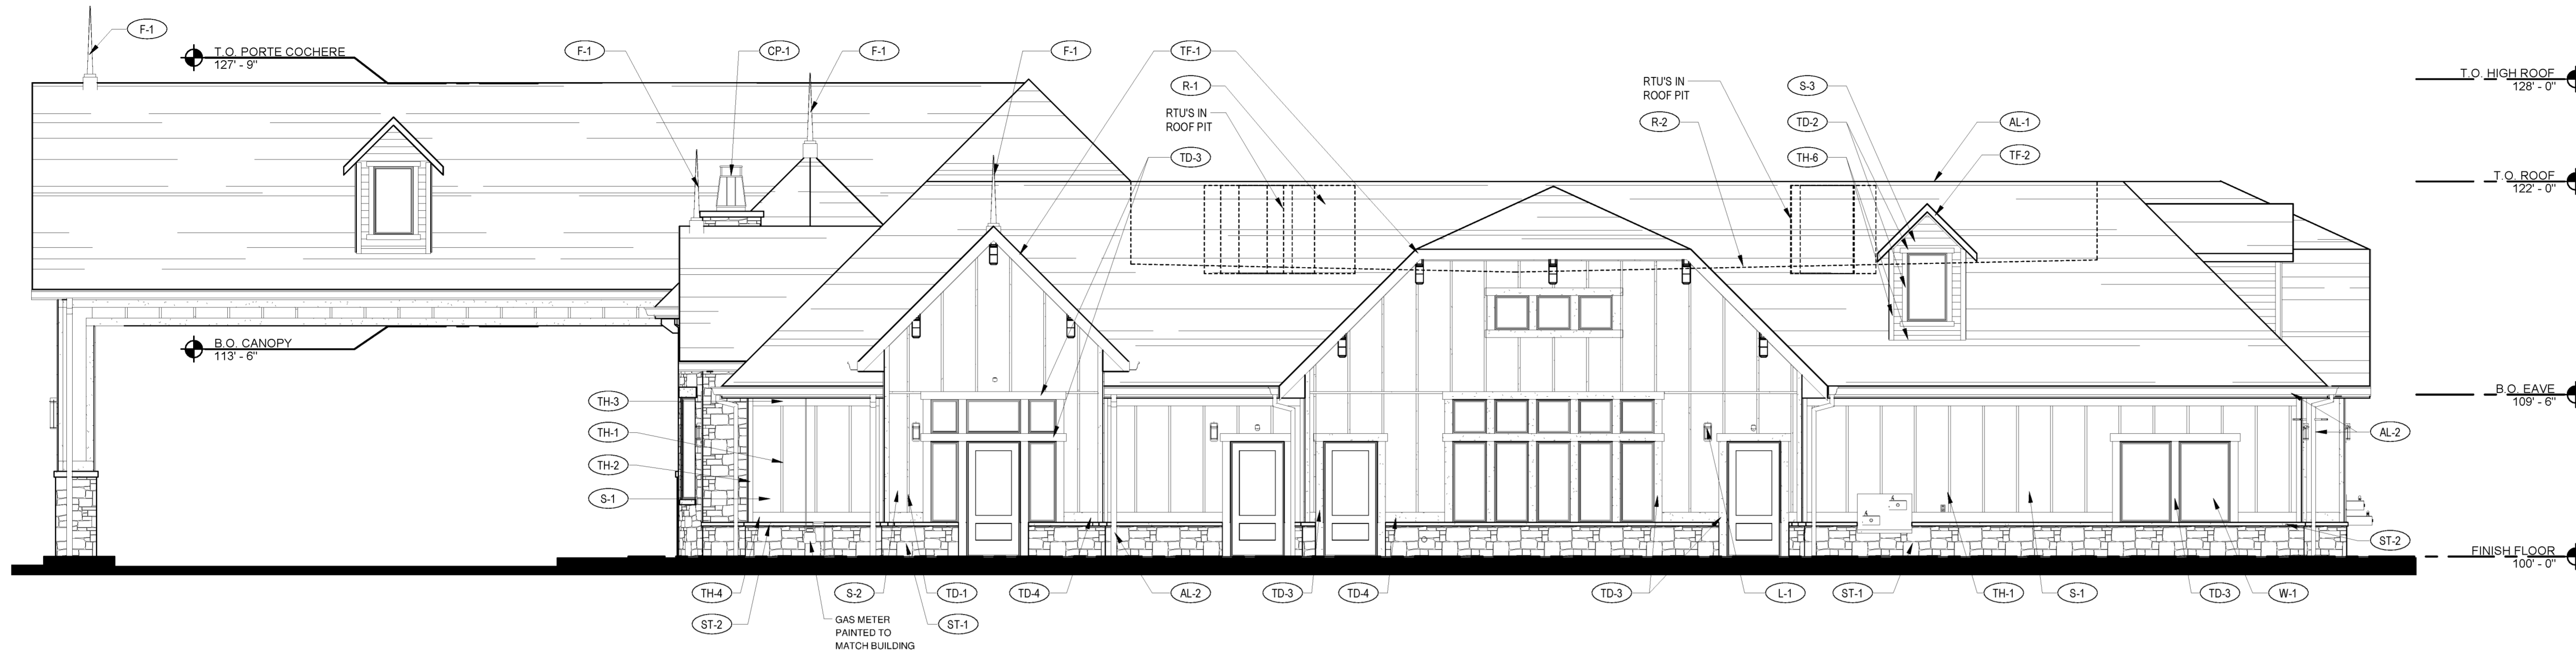 F-1
T.O. PORTE COCHERE
127' - 9"
F-1
CP-1
F-1
F-1
TF-1
R-1
RTU'S IN
ROOF PIT
TD-3
RTU'S IN
ROOF PIT
R-2
S-3
TD-2
TH-6
AL-1
TF-2
T.O. HIGH ROOF
128' - 0"
T.O. ROOF
122' - 0"
B.O. CANOPY
113' - 6"
B.O. EAVE
109' - 6"
TH-3
TH-1
TH-2
S-1
AL-2
ST-2
FINISH FLOOR
100' - 0"
TH-4
S-2
TD-1
TD-4
AL-2
TD-3
TD-4
TD-3
L-1
ST-1
TH-1
S-1
TD-3
W-1
ST-2
GAS METER
PAINTED TO
MATCH BUILDING
ST-1